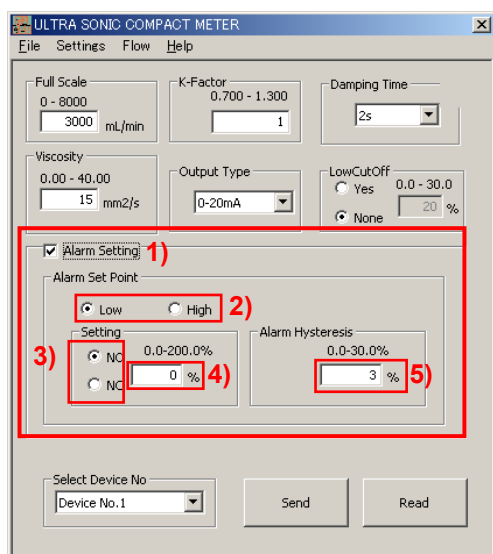 ULTRA SONIC COMPACT METER
File Settings Flow Help
Full Scale
0 - 8000
3000 mL/min
K-Factor
0.700 - 1.300
1
Damping Time
2s
Viscosity
0.00 - 40.00
15 mm2/s
Output Type
0-20mA
LowCutOff
Yes 0.0 - 30.0
None 20 %
Alarm Setting 1)
Alarm Set Point
Low High 2)
Setting
3) NO 0.0-200.0%
NC 0 % 4)
Alarm Hysteresis
0.0-30.0%
3 % 5)
Select Device No
Device No.1
Send
Read